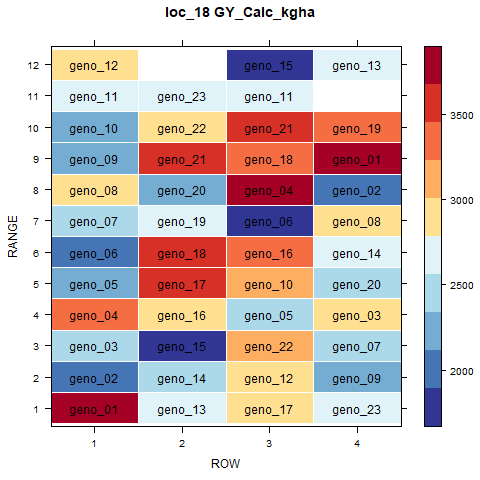 loc_18 GY_Calc_kgha
12 geno_12 geno_15 geno_13
11 geno_11 geno_23 geno_11
10 geno_10 geno_22 geno_21 geno_19
9 geno_09 geno_21 geno_18 geno_01
8 geno_08 geno_20 geno_04 geno_02
7 geno_07 geno_19 geno_06 geno_08
6 geno_06 geno_18 geno_16 geno_14
5 geno_05 geno_17 geno_10 geno_20
4 geno_04 geno_16 geno_05 geno_03
3 geno_03 geno_15 geno_22 geno_07
2 geno_02 geno_14 geno_12 geno_09
1 geno_01 geno_13 geno_17 geno_23
1 2 3 4
ROW
RANGE
3500
3000
2500
2000